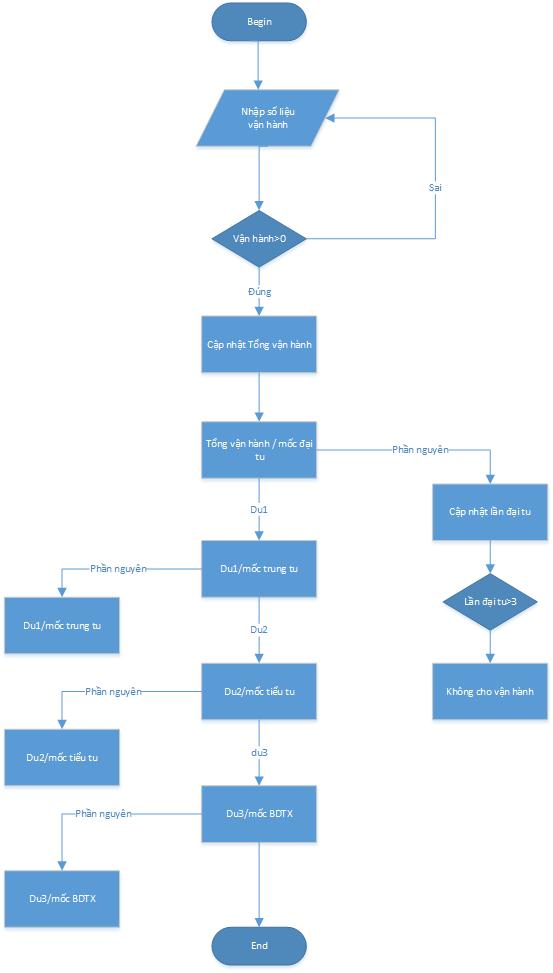 Begin
Nhập số liệu
vận hành
Sai
Vận hành>0
Đúng
Cập nhật Tổng vận hành
Tổng vận hành / mốc đại
tu
Phần nguyên
Cập nhật lần đại tu
Du1
Phần nguyên
Du1/mốc trung tu
Lần đại tu>3
Du1/mốc trung tu
Du2
Phần nguyên
Du2/mốc tiểu tu
Không cho vận hành
Du2/mốc tiểu tu
du3
Phần nguyên
Du3/mốc BDTX
Du3/mốc BDTX
End